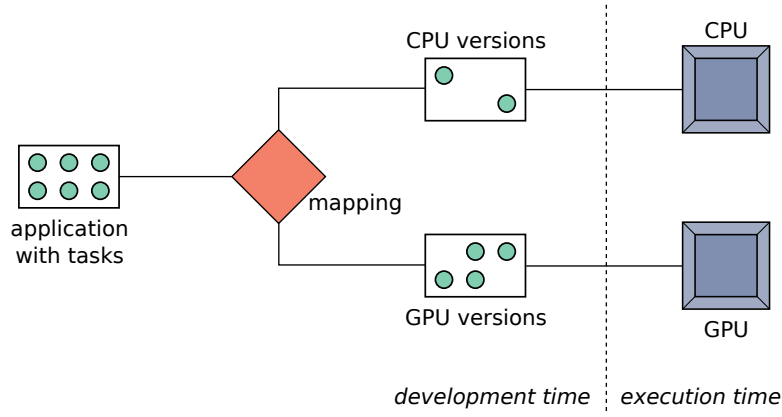 CPU versions
CPU
mapping
application
with tasks
GPU versions
GPU
development time
execution time